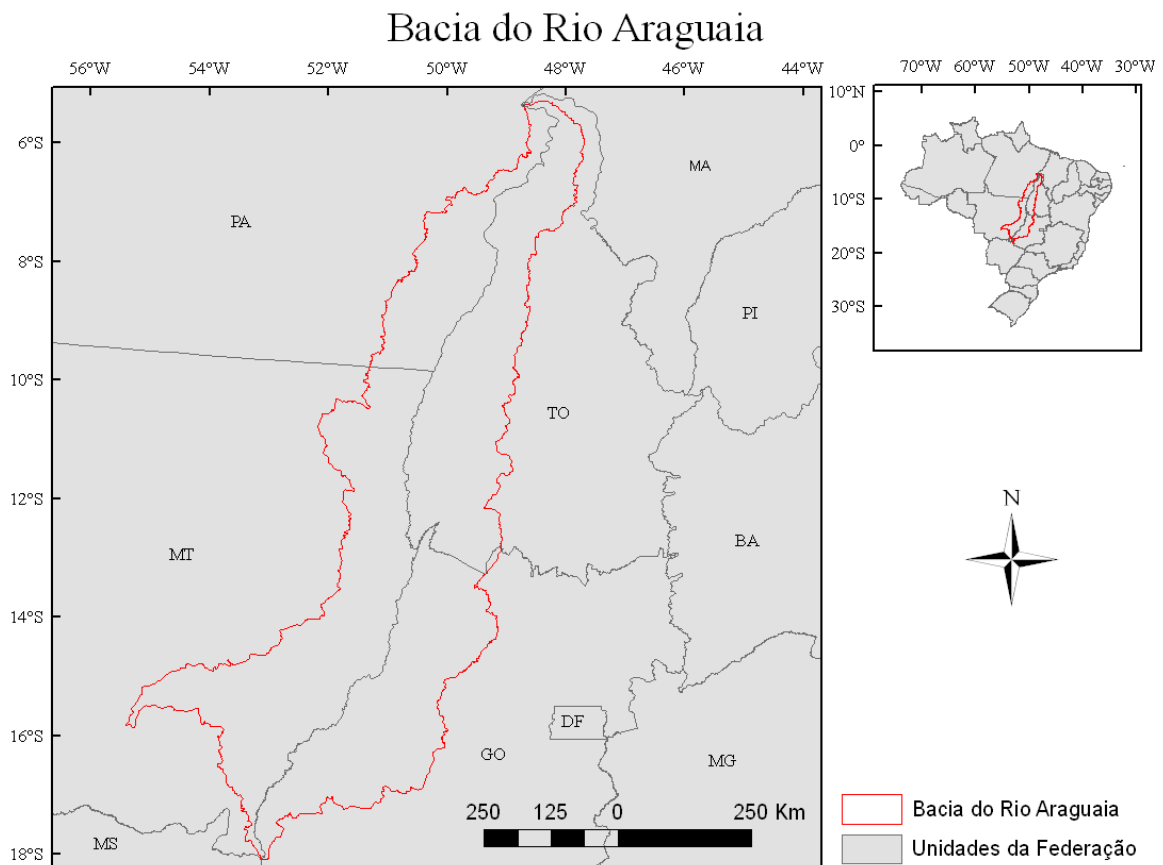 Bacia do Rio Araguaia
56°W 54°W 52°W 50°W 48°W 46°W 44°W
6°S
8°S
10°S
12°S
14°S
16°S
18°S
PA
MA
PI
TO
MT
BA
DF
GO
MG
MS
250 125 0 250 Km
70°W 60°W 50°W 40°W 30°W
10°N
0°
10°S
20°S
30°S
N
Bacia do Rio Araguaia
Unidades da Federação